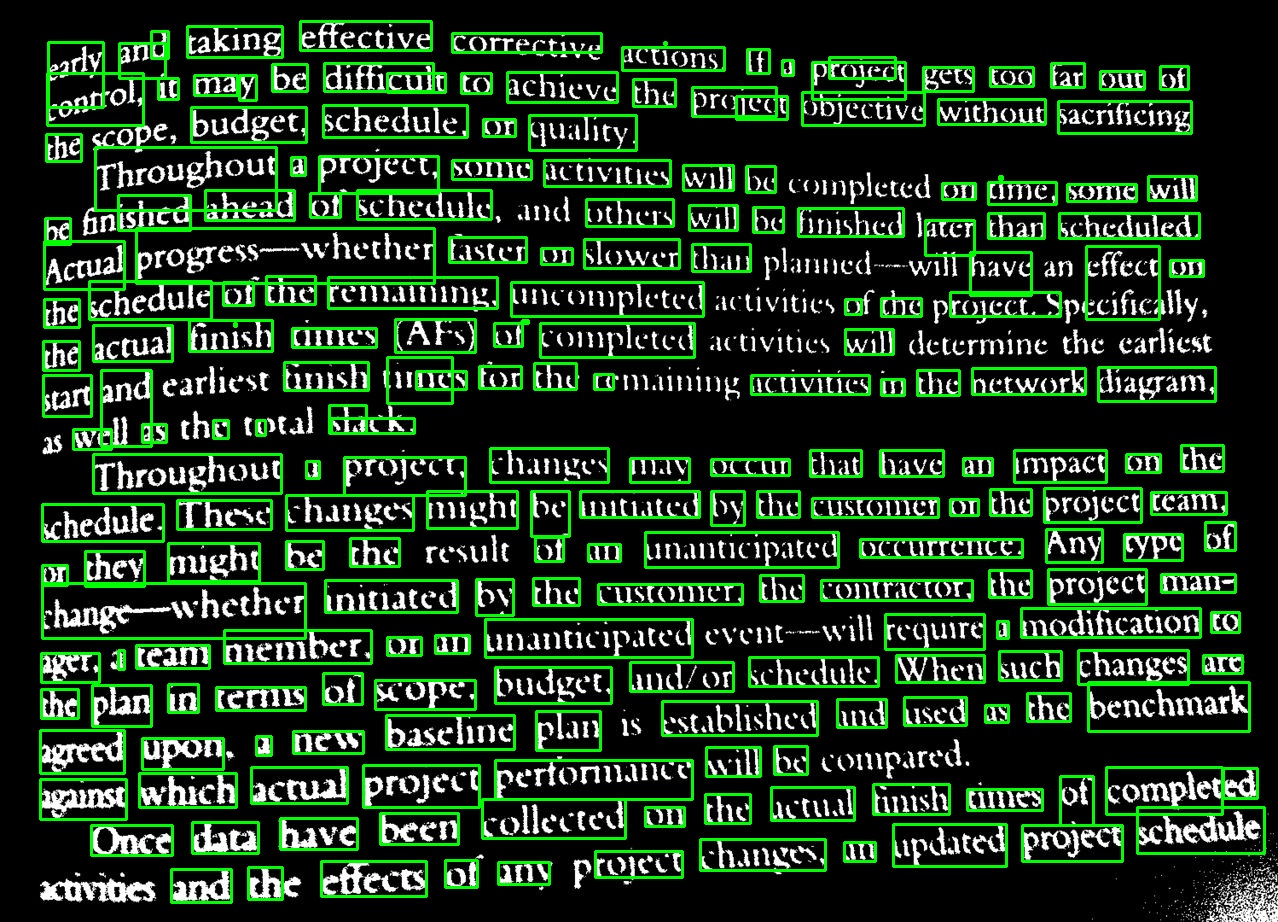 early and taking effective corrective actions. If a project gets too far out of
control, it may be difficult to achieve the project objective without sacrificing
the scope, budget, schedule, or quality.
Throughout a project, some activities will be completed on time, some will
be finished ahead of schedule, and others will be finished later than scheduled.
Actual progress—whether faster or slower than planned—will have an effect on
the schedule of the remaining, uncompleted activities of the project. Specifically,
the actual finish times (AFs) of completed activities will determine the earliest
start and earliest finish times for the remaining activities in the network diagram,
as well as the total slack.
Throughout a project, changes may occur that have an impact on the
schedule. These changes might be initiated by the customer or the project team,
or they might be the result of an unanticipated occurrence. Any type of
change—whether initiated by the customer, the contractor, the project man-
ager, a team member, or an unanticipated event—will require a modification to
the plan in terms of scope, budget, and/or schedule. When such changes are
agreed upon, a new baseline plan is established and used as the benchmark
against which actual project performance will be compared.
Once data have been collected on the actual finish times of completed
activities and the effects of any project changes, an updated project schedule